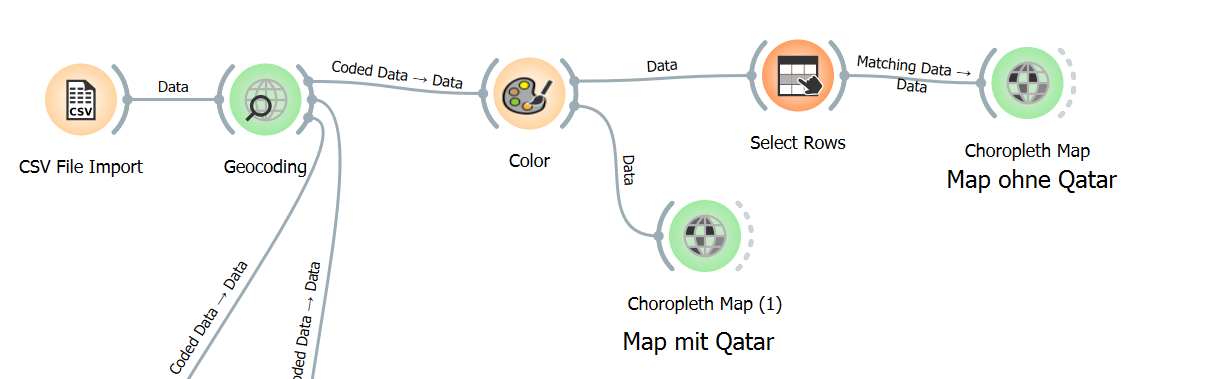 Data
Coded Data → Data
Data
Matching Data →
Data
CSV
CSV File Import
Geocoding
Color
Select Rows
Choropleth Map
Map ohne Qatar
Data
Coded Data → Data
oded Data → Data
Choropleth Map (1)
Map mit Qatar